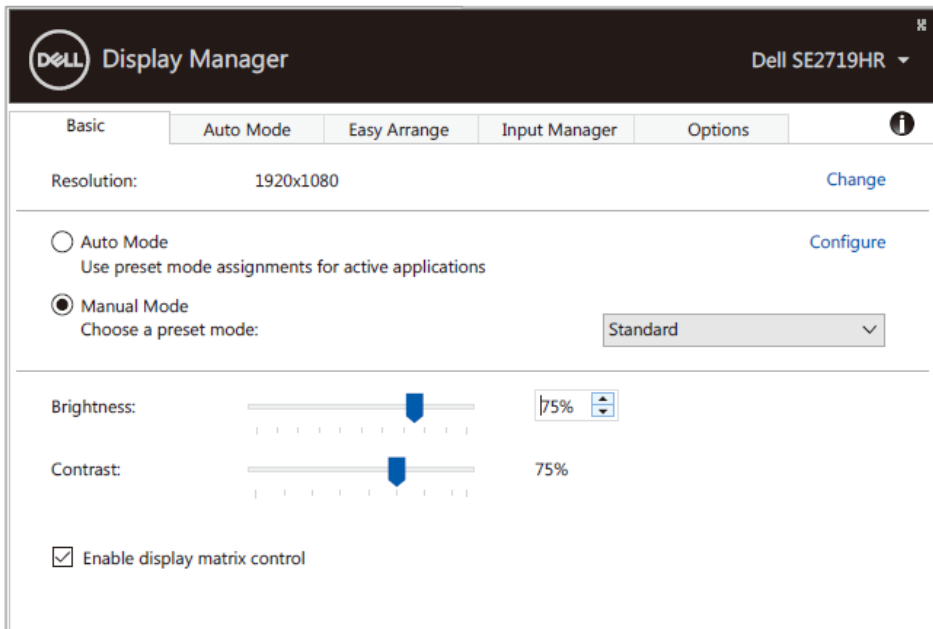 DELL Display Manager
Dell SE2719HR
Basic Auto Mode Easy Arrange Input Manager Options
Resolution: 1920x1080 Change
Auto Mode Configure
Use preset mode assignments for active applications
Manual Mode
Choose a preset mode: Standard
Brightness: 75%
Contrast: 75%
Enable display matrix control